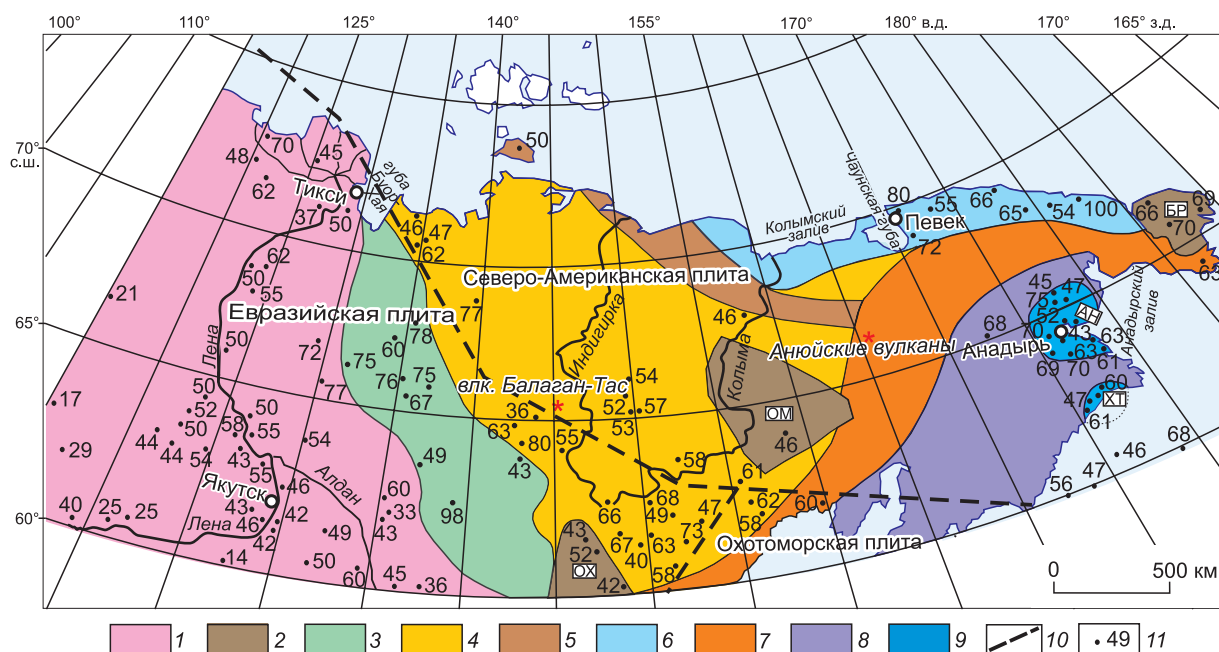 100° 110° 125° 140° 155° 170° 180° в.д. 170° 165° з.д.
70°
с.ш.
65°
60°
48 70 45
62
Тикси
37 50
губа
Буор-
Хая
50
46 47
62
62
50
55
21
Евразийская плита
Северо-Американская плита
Лена
50
72
77
78
60
75
76 75
67
77
Индигирка
Колымский
залив
Чаунская губа
80
Певек
72
55 66 65 54 100
66 БР 69
70
63
46
Колыма
Анюйские вулканы
68
45 47
75
52 АН
70 43 63
Анадырь
69 70 63 61
Анадырский
залив
60
47 ХТ
61
46 68
47
56
влк. Балаган-Тас
54
36
52 57
53
63
80 55
43
ОМ
46
17
29
50
52
50
44
44
54
58
50
55
43
55
54
Якутск
46
Алдан
49
60
33
43
98
40 25 25
Лена
43
46
42
42
49
14
50
60
45 36
58
61
68
66
49
47
62
58
60
73
67 63
40
58
42
43
52
ОХ
Охотоморская плита
0 500 км
1 2 3 4 5 6 7 8 9 10 49 11